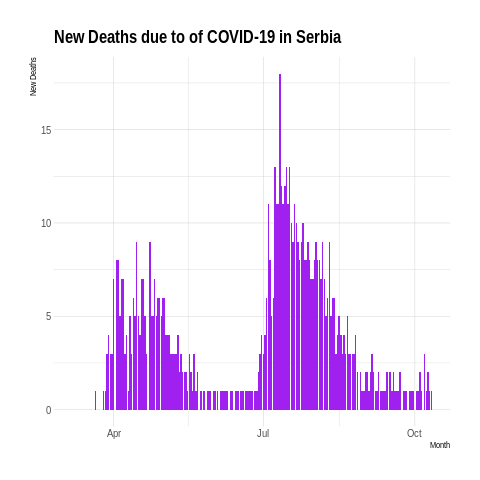 New Deaths due to of COVID-19 in Serbia
New Deaths
15
10
5
0
Apr
Jul
Oct
Month